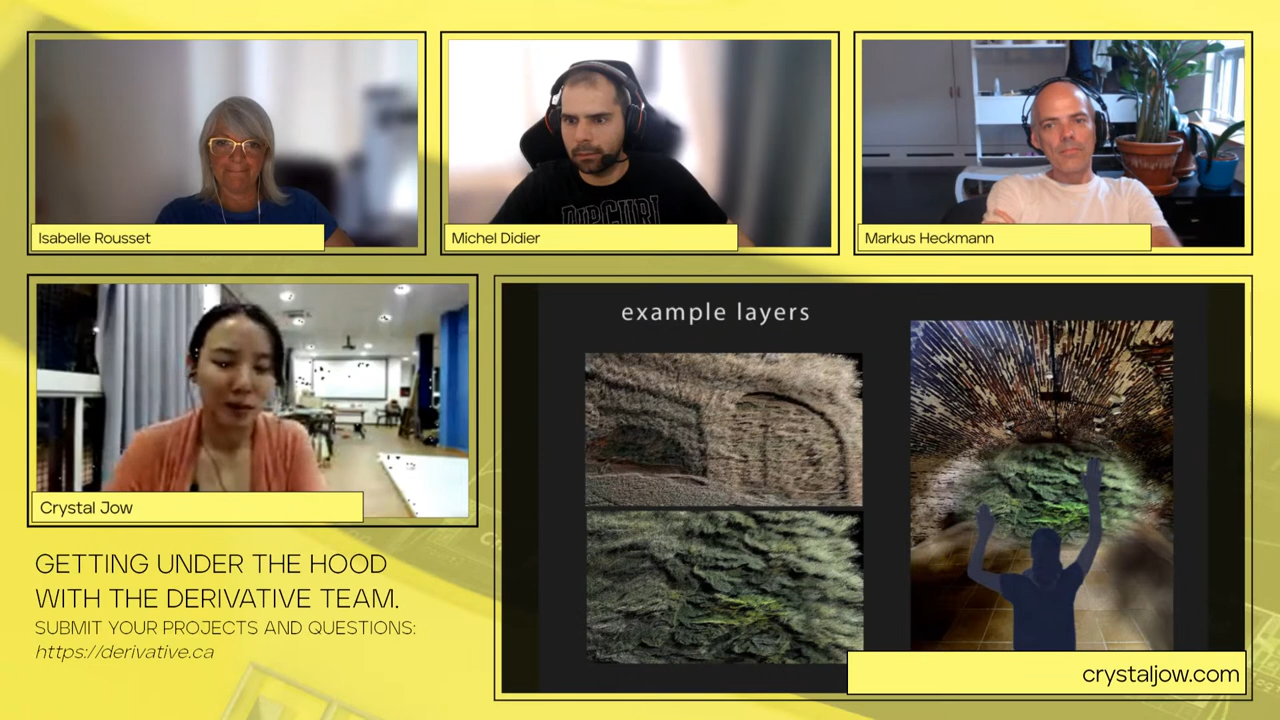 Isabelle Rousset
Michel Didier
Markus Heckmann
RIPCURL
Crystal Jow
GETTING UNDER THE HOOD
WITH THE DERIVATIVE TEAM.
SUBMIT YOUR PROJECTS AND QUESTIONS:
https://derivative.ca
example layers
crystaljow.com